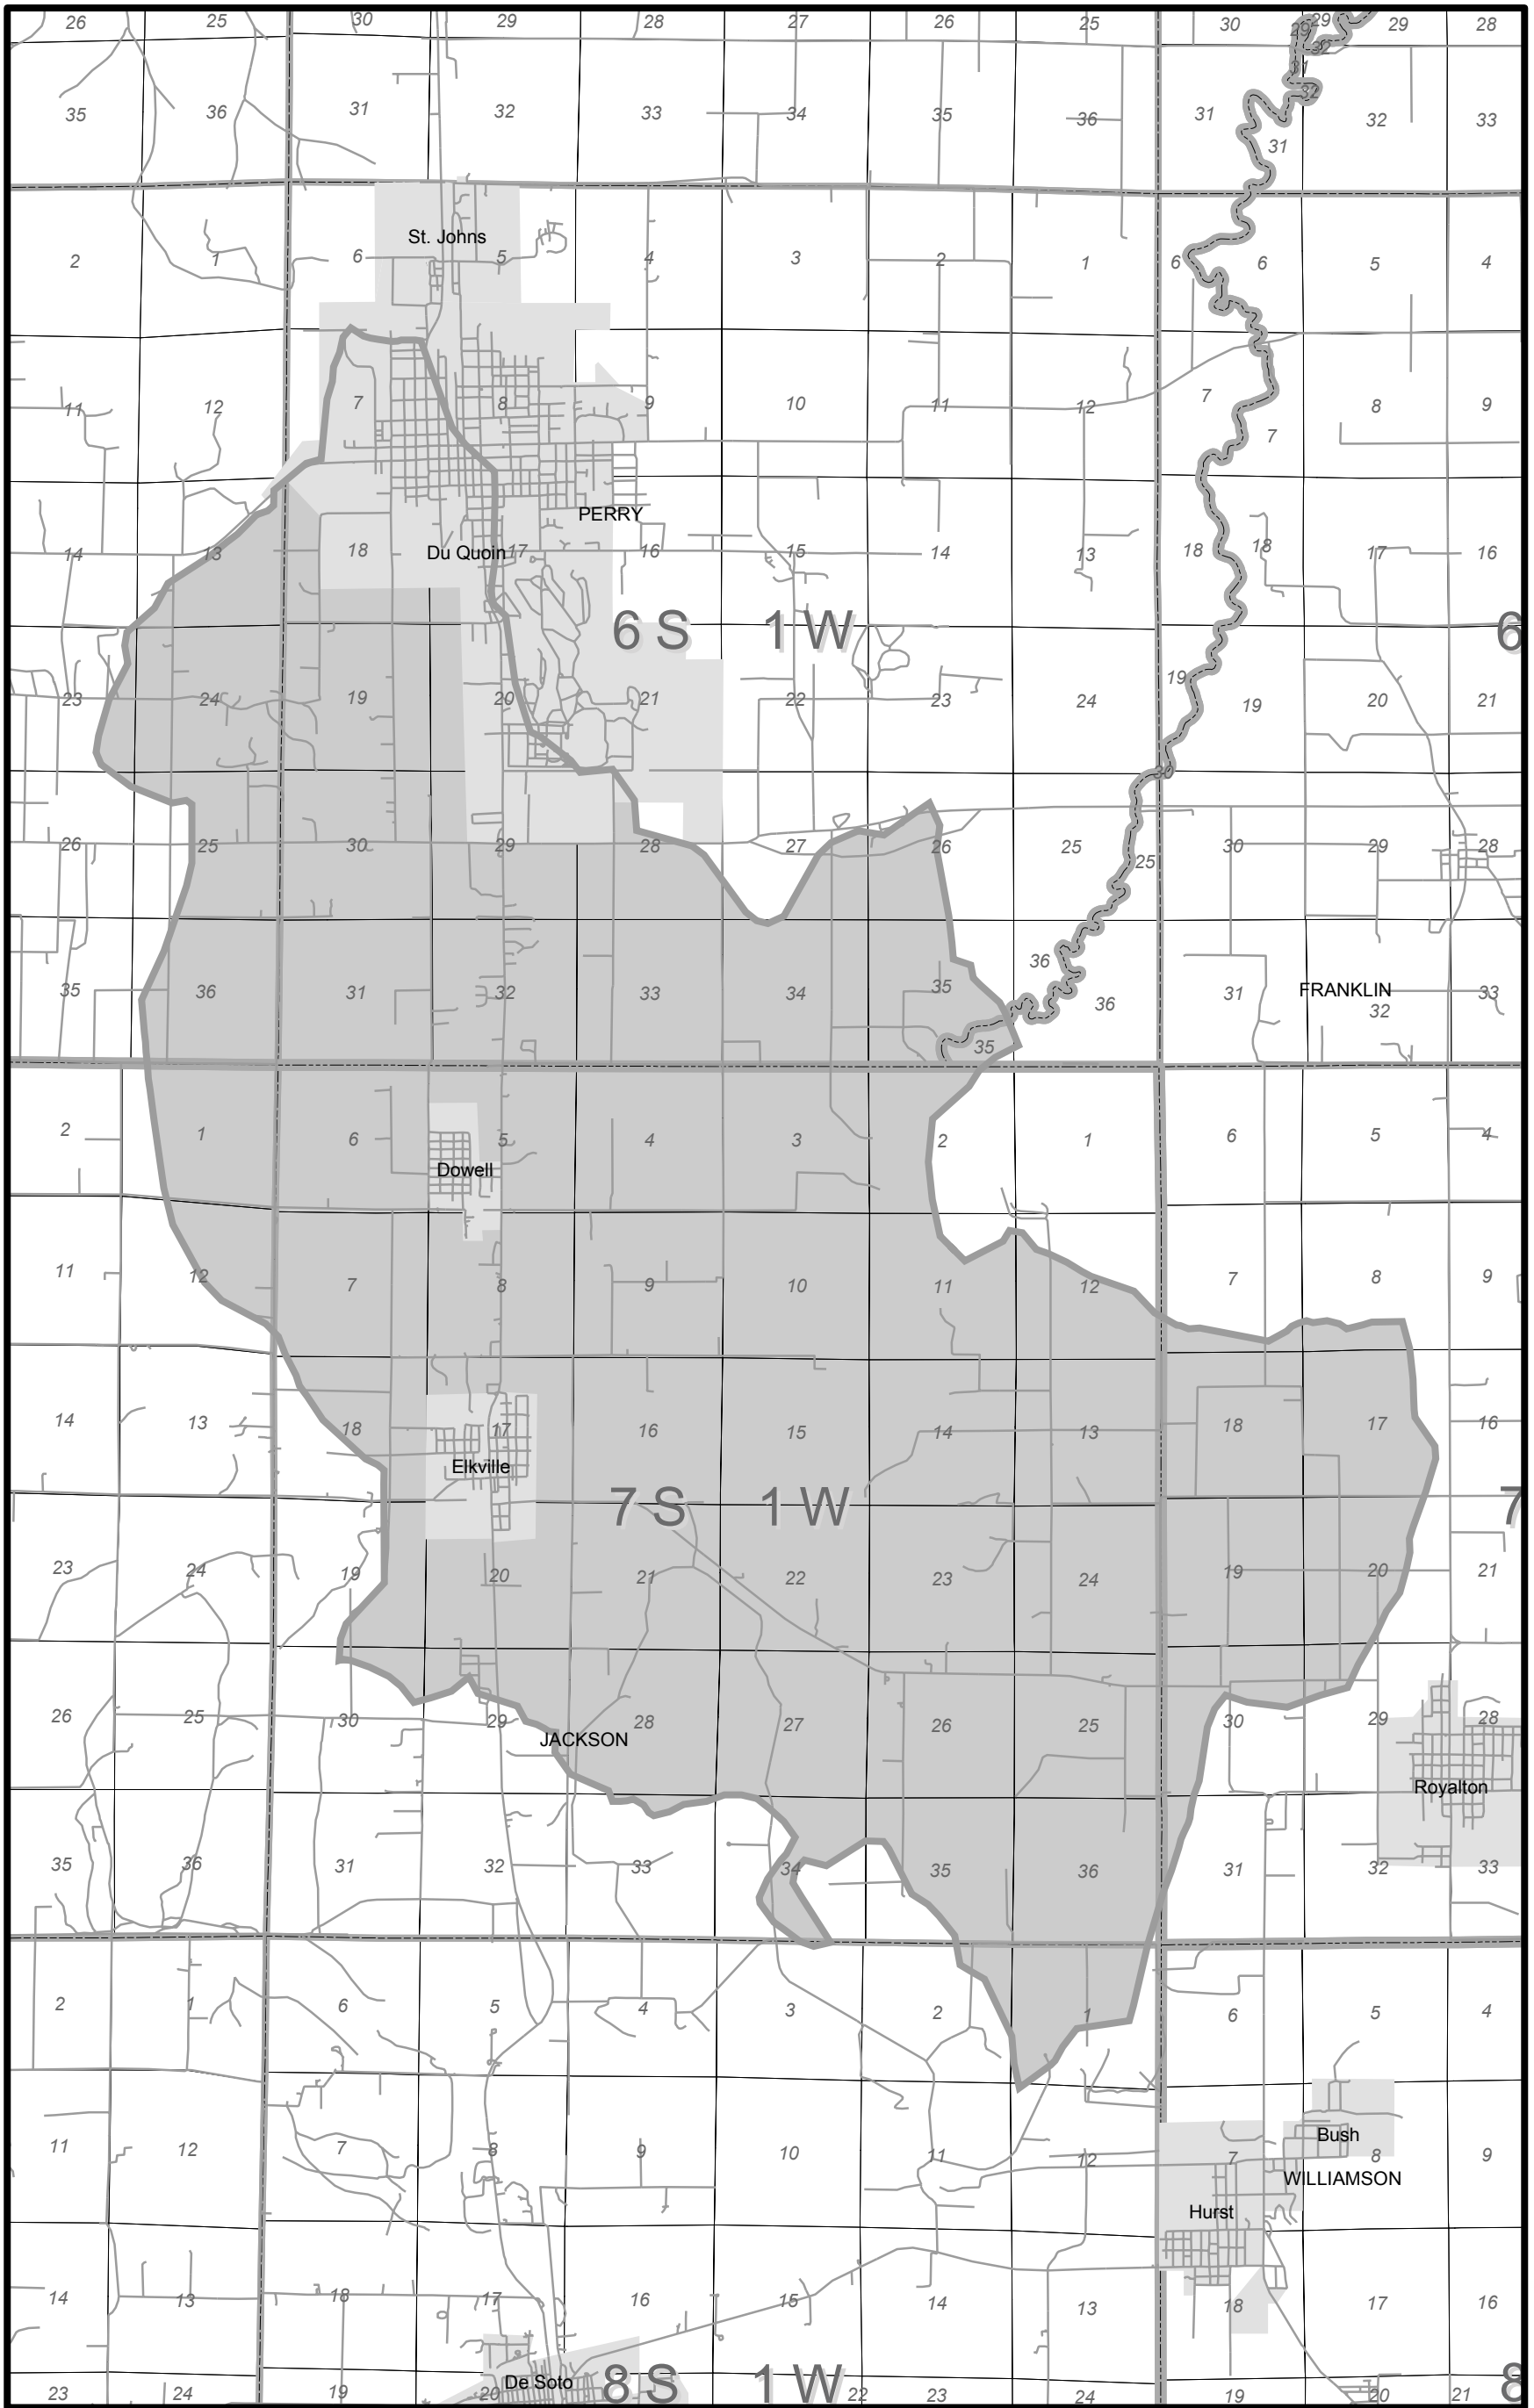 26 25 30 29 28 27 26 25 30 29 29 29 28
32
31
35 36 31 32 33 34 35 36 31 32 32 33
31
St. Johns
2 1 6 5 4 3 2 1 6 6 5 4
11 12 7 8 9 10 11 12 7 8 9
7
PERRY
14 13 18 Du Quoin 17 16 15 14 13 18 18 17 16
6 S 1 W 6
23 24 19 20 21 22 23 24 19 19 20 21
30
26 25 30 29 28 27 26 25 25 30 29 28
36
35 36 31 32 33 34 35 36 31 FRANKLIN 33
32
35
2 1 6 5 4 3 2 1 6 5 4
Dowell
11 12 7 8 9 10 11 12 7 8 9
14 13 18 17 16 15 14 13 18 17 16
Elkville
7 S 1 W 7
23 24 19 20 21 22 23 24 19 20 21
26 25 30 29 28 27 26 25 30 29 28
JACKSON
Royalton
35 36 31 32 33 34 35 36 31 32 33
2 1 6 5 4 3 2 1 6 5 4
Bush
11 12 7 8 9 10 11 12 7 8 9
WILLIAMSON
Hurst
14 13 18 17 16 15 14 13 18 17 16
De Soto
8 S 1 W 8
23 24 19 20 22 23 24 19 20 21